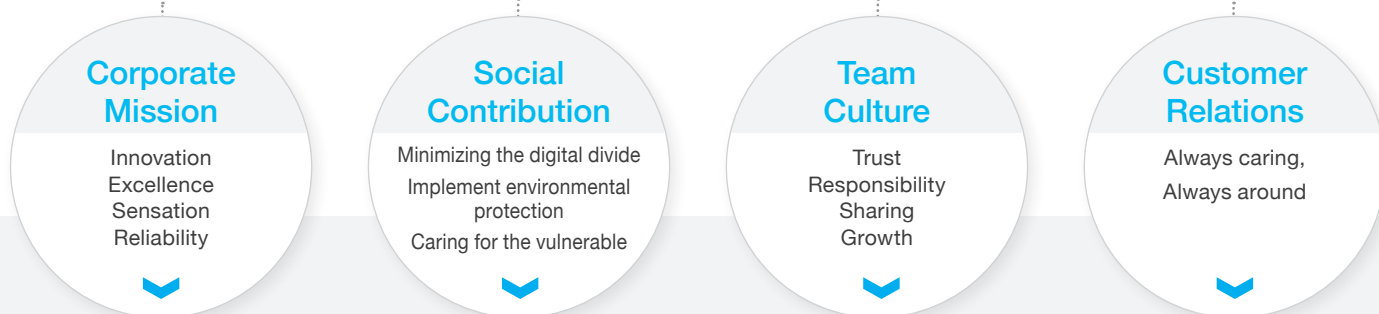 Corporate
Mission
Innovation
Excellence
Sensation
Reliability
Social
Contribution
Minimizing the digital divide
Implement environmental
protection
Caring for the vulnerable
Team
Culture
Trust
Responsibility
Sharing
Growth
Customer
Relations
Always caring,
Always around